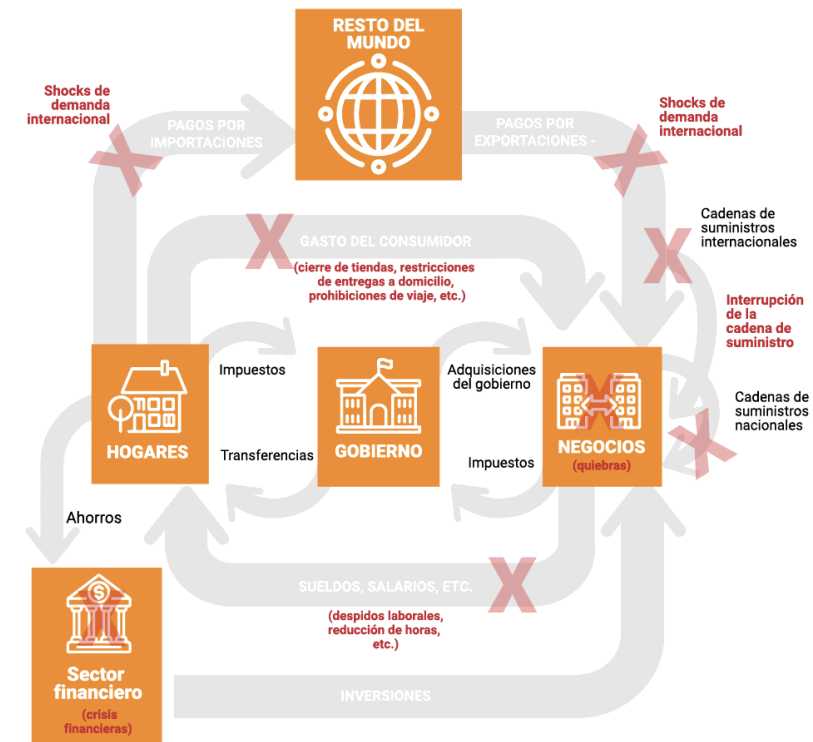 RESTO DEL
MUNDO
Shocks de
demanda
internacional
PAGOS POR
IMPORTACIONES
PAGOS POR
EXPORTACIONES -
Shocks de
demanda
internacional
Cadenas de
suministros
internacionales
GASTO DEL CONSUMIDOR
(cierre de tiendas, restricciones
de entregas a domicilio,
prohibiciones de viaje, etc.)
Interrupción
de la
cadena de
suministro
Impuestos
Adquisiciones
del gobierno
Cadenas de
suministros
nacionales
HOGARES
Transferencias
GOBIERNO
Impuestos
NEGOCIOS
(quiebras)
Ahorros
SUELDOS, SALARIOS, ETC.
(despidos laborales,
reducción de horas,
etc.)
$
Sector
financiero
(crisis
financieras)
INVERSIONES